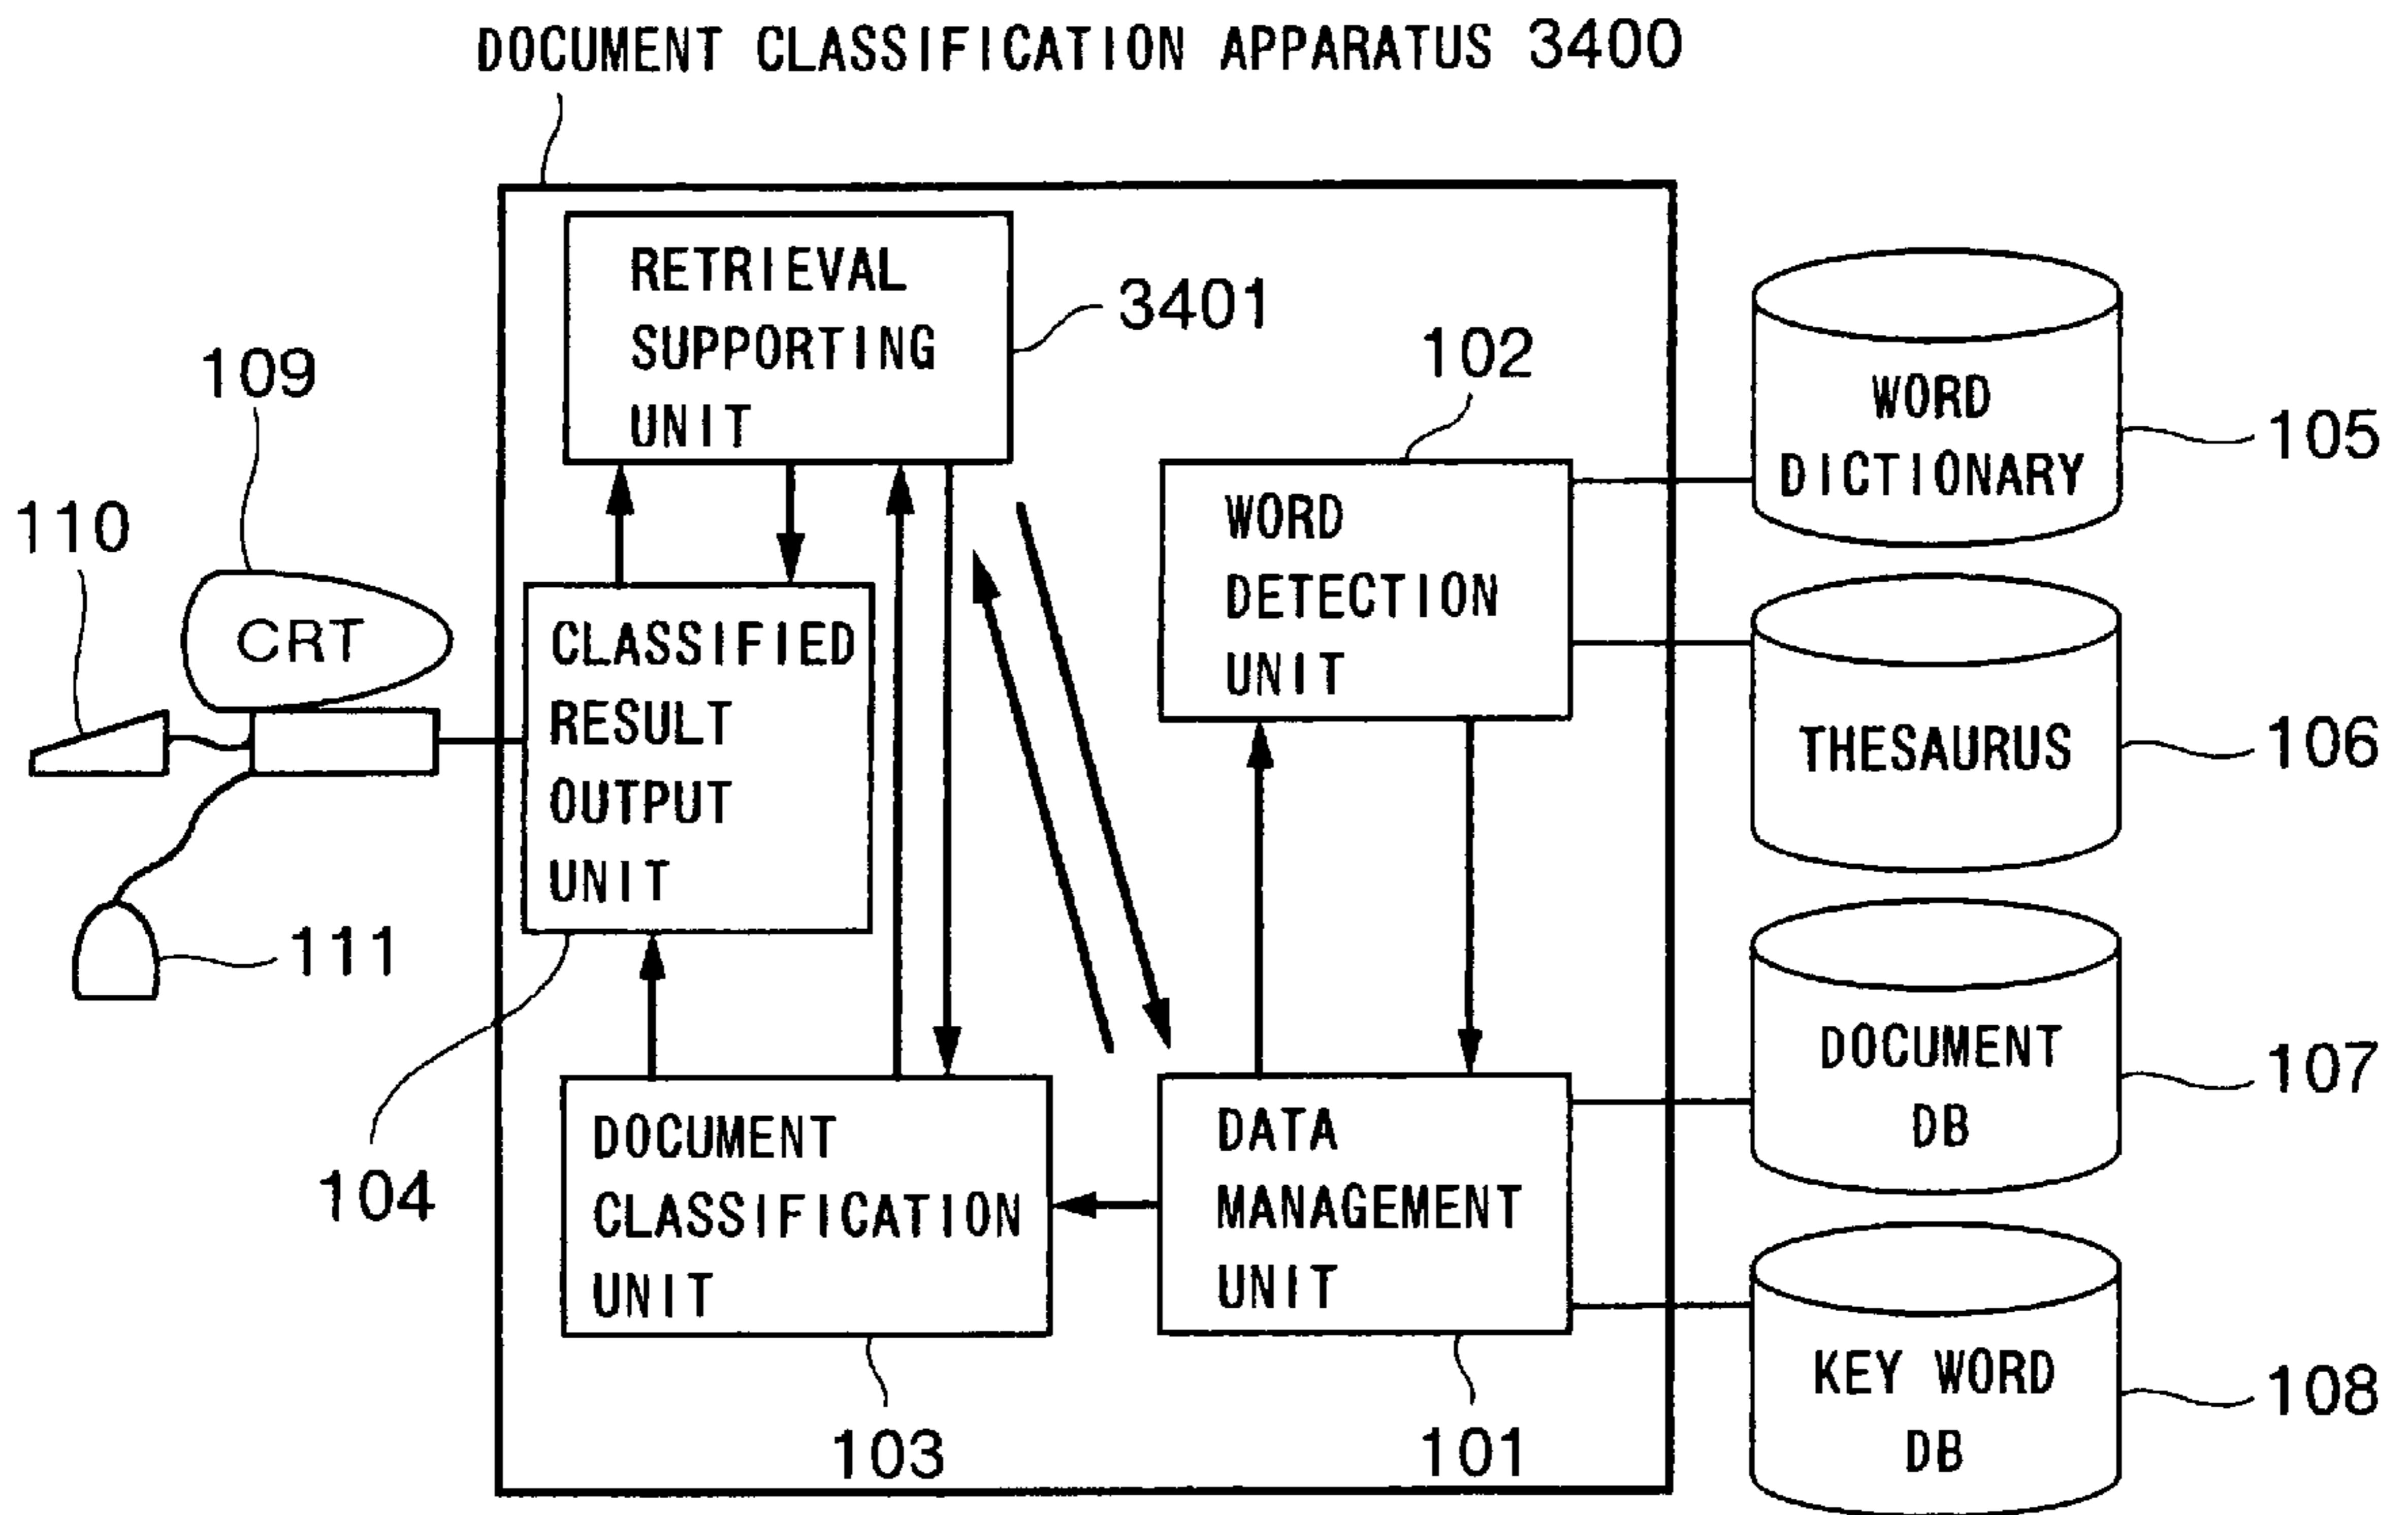 DOCUMENT CLASSIFICATION APPARATUS 3400
RETRIEVAL
SUPPORTING
UNIT
3401
102
109
110
CRT
WORD
DICTIONARY
105
WORD
DETECTION
UNIT
CLASSIFIED
RESULT
OUTPUT
UNIT
THESAURUS
106
111
104
DOCUMENT
DB
107
DOCUMENT
CLASSIFICATION
UNIT
DATA
MANAGEMENT
UNIT
KEY WORD
DB
108
103
101